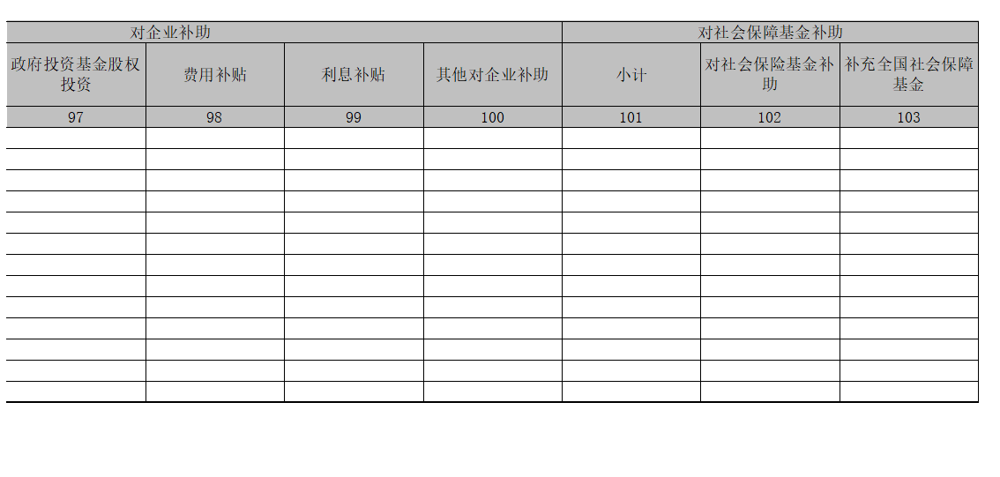 对企业补助 对社会保障基金补助
政府投资基金股权
投资
费用补贴
利息补贴
其他对企业补助
小计
对社会保险基金补
助
补充全国社会保障
基金
97 98 99 100 101 102 103